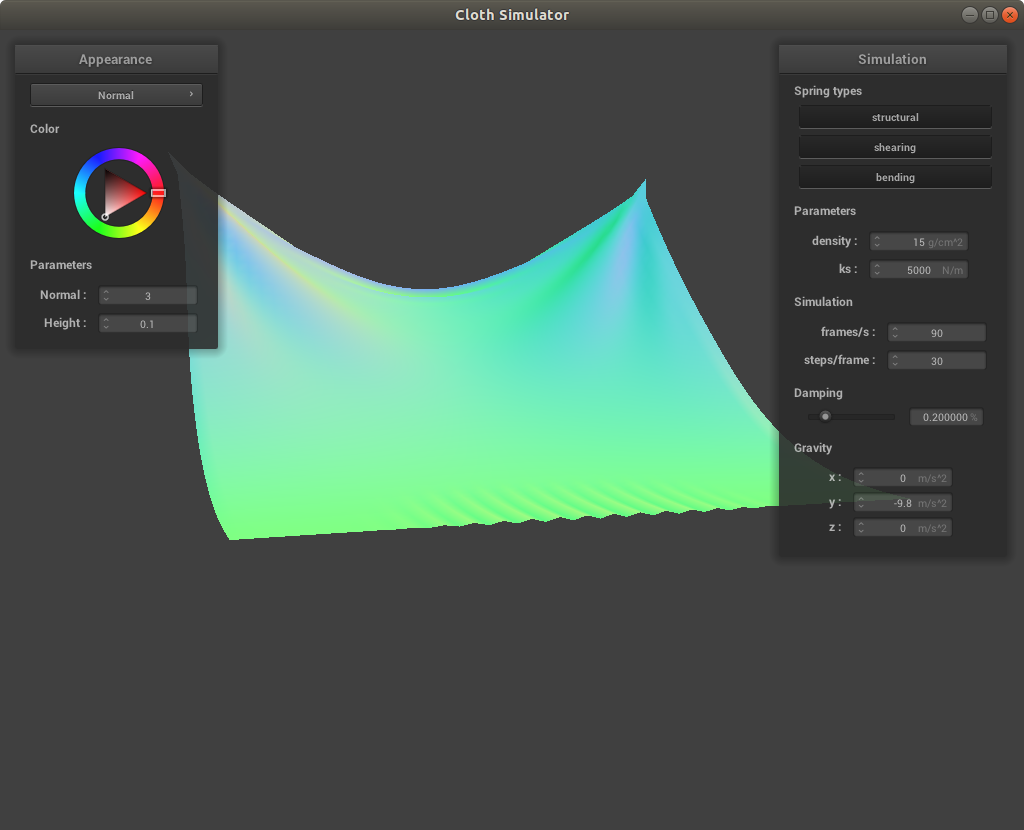 Cloth Simulator
Appearance
Normal
Color
Parameters
Normal : 3
Height : 0.1
Simulation
Spring types
structural
shearing
bending
Parameters
density : 15 g/cm^2
ks : 5000 N/m
Simulation
frames/s : 90
steps/frame : 30
Damping
0.200000 %
Gravity
x : 0 m/s^2
y : -9.8 m/s^2
z : 0 m/s^2